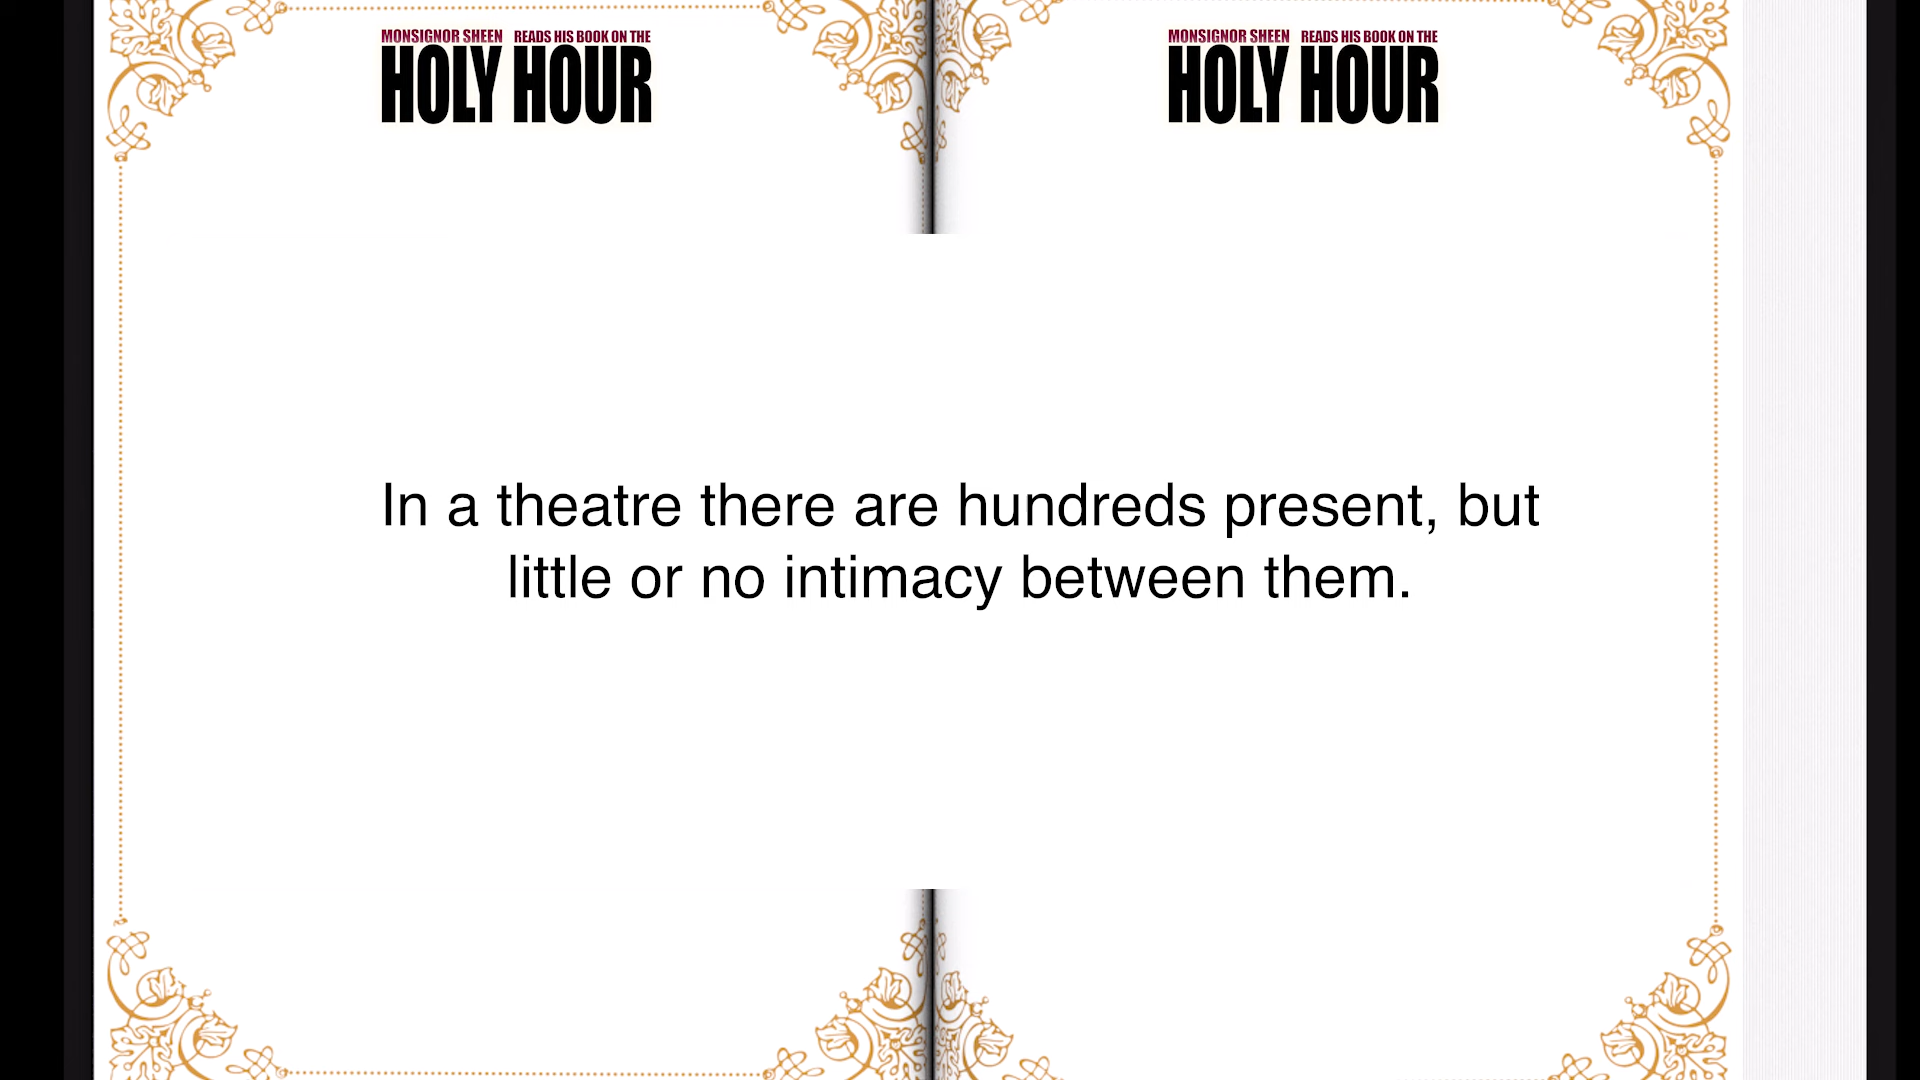 MONSIGNOR SHEEN READS HIS BOOK ON THE
HOLY HOUR
MONSIGNOR SHEEN READS HIS BOOK ON THE
HOLY HOUR
In a theatre there are hundreds present, but
little or no intimacy between them.